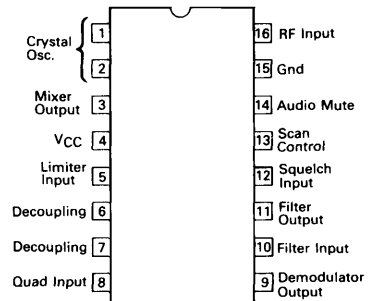 Crystal
Osc.
1
2
Mixer
Output 3
VCC 4
Limiter
Input 5
Decoupling 6
Decoupling 7
Quad Input 8
16 RF Input
15 Gnd
14 Audio Mute
13 Scan
Control
12 Squelch
Input
11 Filter
Output
10 Filter Input
9 Demodulator
Output